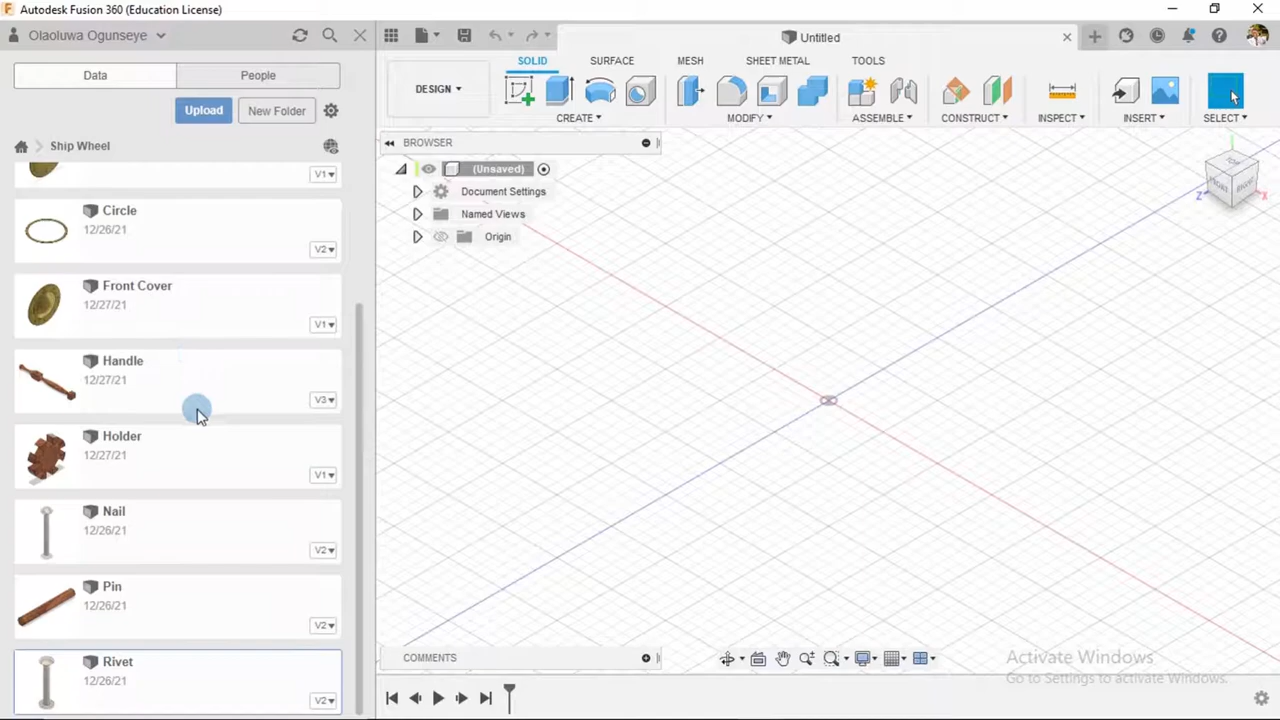 Autodesk Fusion 360 (Education License)
Olaoluwa Ogunseye
Untitled
Data
People
Upload
New Folder
Ship Wheel
V1
Circle
12/26/21
V2
Front Cover
12/27/21
V1
Handle
12/27/21
V3
Holder
12/27/21
V1
Nail
12/26/21
V2
Pin
12/26/21
V2
Rivet
12/26/21
V2
SOLID
SURFACE
MESH
SHEET METAL
TOOLS
DESIGN
CREATE
MODIFY
ASSEMBLE
CONSTRUCT
INSPECT
INSERT
SELECT
BROWSER
(Unsaved)
Document Settings
Named Views
Origin
TOP
Z
X
COMMENTS
Activate Windows
Go to Settings to activate Windows.